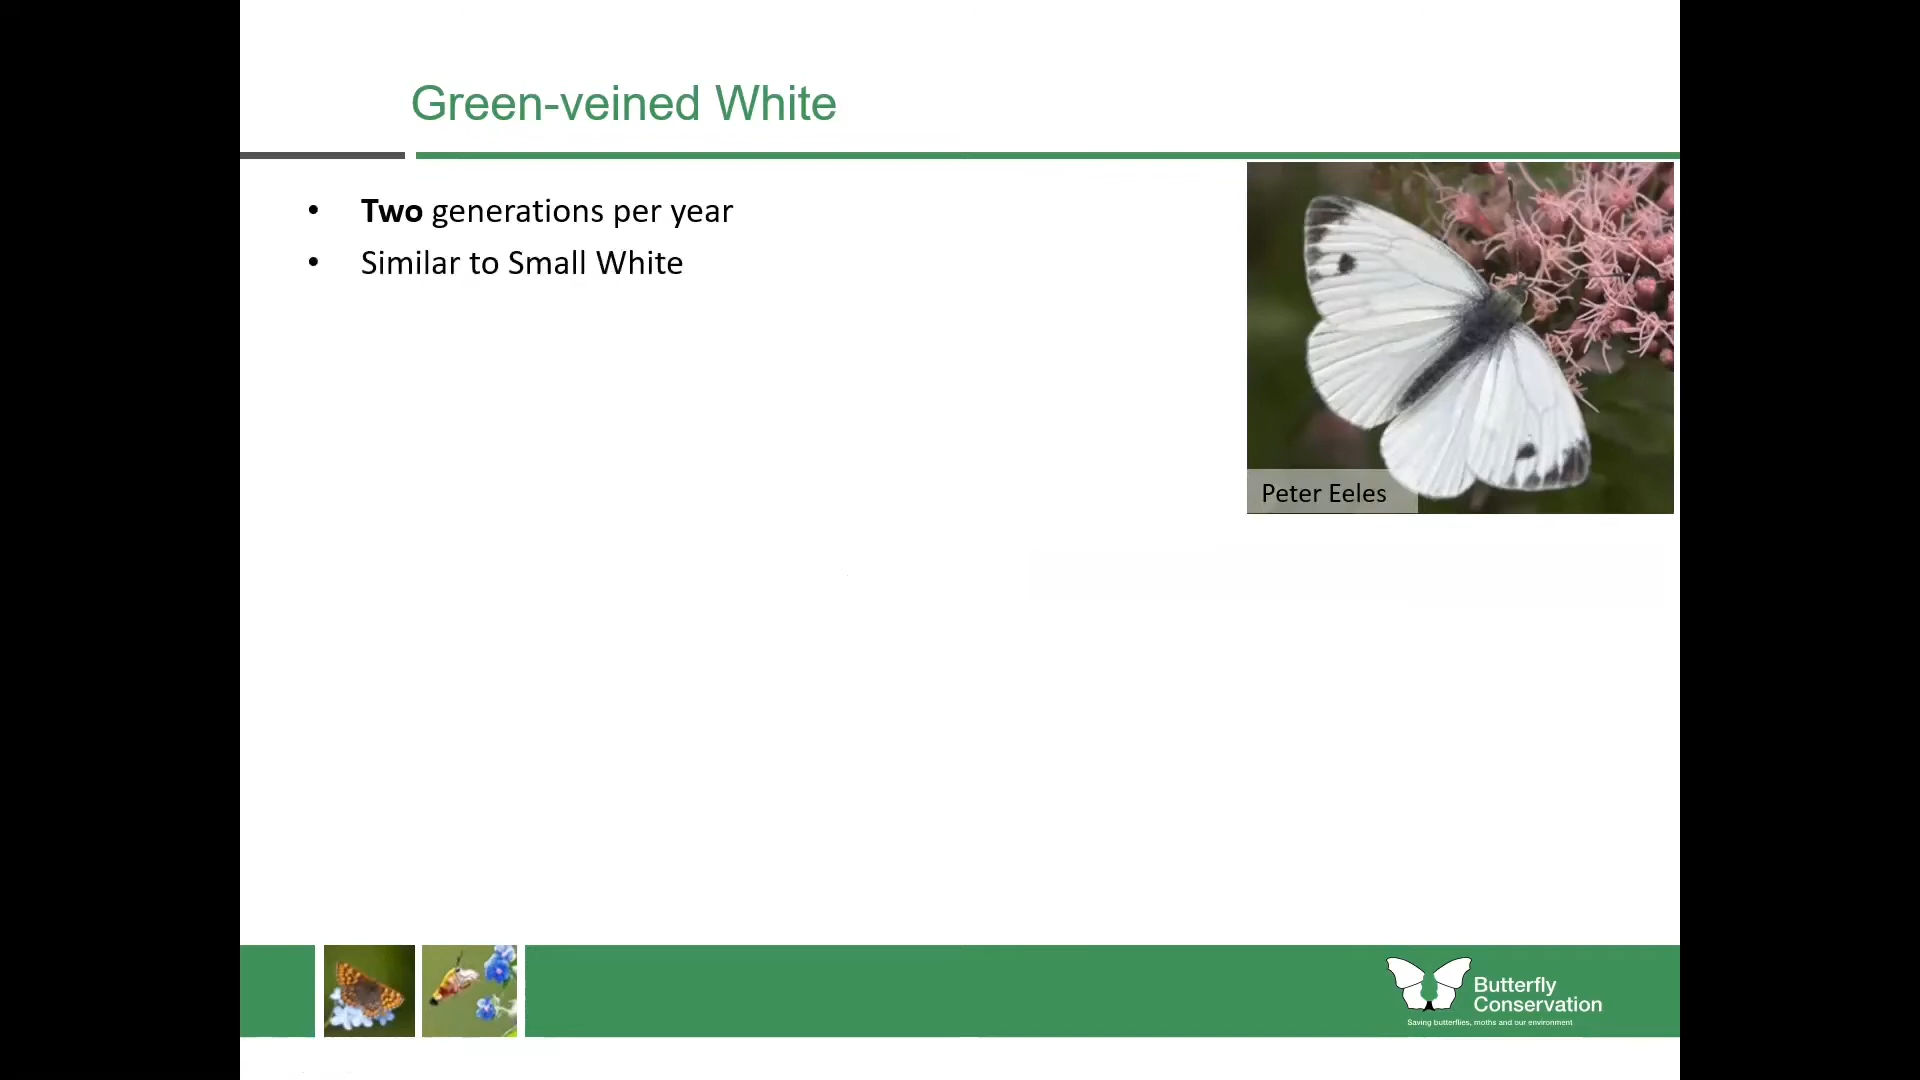 Green-veined White
• Two generations per year
• Similar to Small White
Peter Eeles
Butterfly
Conservation
Saving butterflies, moths and our environment